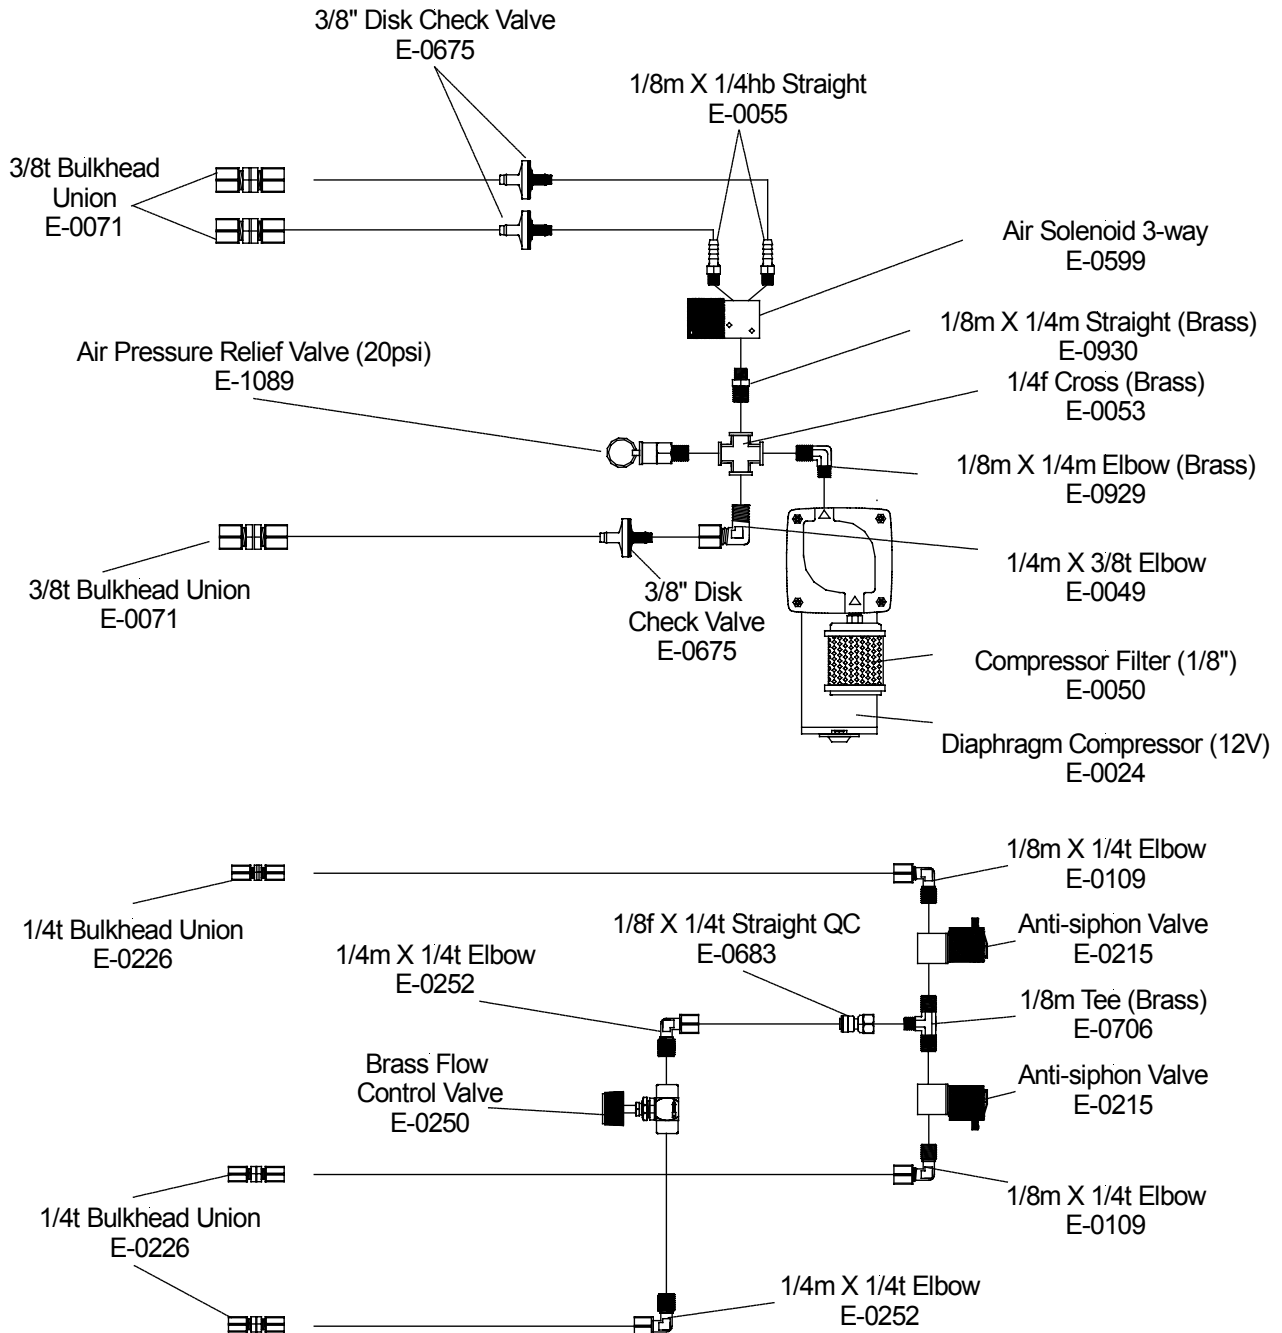 3/8" Disk Check Valve
E-0675
1/8m X 1/4hb Straight
E-0055
3/8t Bulkhead
Union
E-0071
Air Solenoid 3-way
E-0599
1/8m X 1/4m Straight (Brass)
E-0930
Air Pressure Relief Valve (20psi)
E-1089
1/4f Cross (Brass)
E-0053
1/8m X 1/4m Elbow (Brass)
E-0929
1/4m X 3/8t Elbow
E-0049
3/8t Bulkhead Union
E-0071
3/8" Disk
Check Valve
E-0675
Compressor Filter (1/8")
E-0050
Diaphragm Compressor (12V)
E-0024
1/8m X 1/4t Elbow
E-0109
1/4t Bulkhead Union
E-0226
1/8f X 1/4t Straight QC
E-0683
Anti-siphon Valve
E-0215
1/4m X 1/4t Elbow
E-0252
1/8m Tee (Brass)
E-0706
Brass Flow
Control Valve
E-0250
Anti-siphon Valve
E-0215
1/8m X 1/4t Elbow
E-0109
1/4t Bulkhead Union
E-0226
1/4m X 1/4t Elbow
E-0252